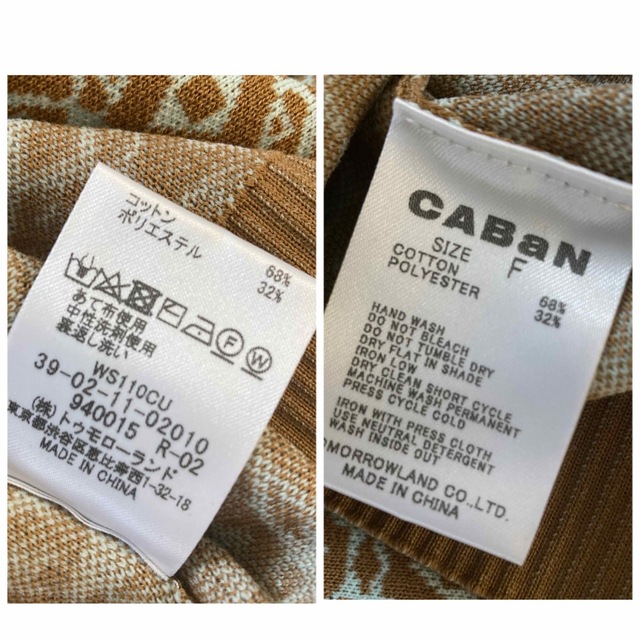 コットン 68%
ポリエステル 32%
あて布使用
中性洗剤使用
裏返し洗い
WS110CU
39-02-11-02010
940015 R-02
(株)トゥモローランド
東京都渋谷区恵比寿西1-32-18
MADE IN CHINA
CABaN
SIZE F
COTTON 68%
POLYESTER 32%
HAND WASH
DO NOT BLEACH
DO NOT TUMBLE DRY
DRY FLAT IN SHADE
IRON LOW
DRY CLEAN SHORT CYCLE
MACHINE WASH PERMANENT
PRESS CYCLE COLD
IRON WITH PRESS CLOTH
USE NEUTRAL DETERGENT
WASH INSIDE OUT
OMORROWLAND CO.,LTD.
MADE IN CHINA